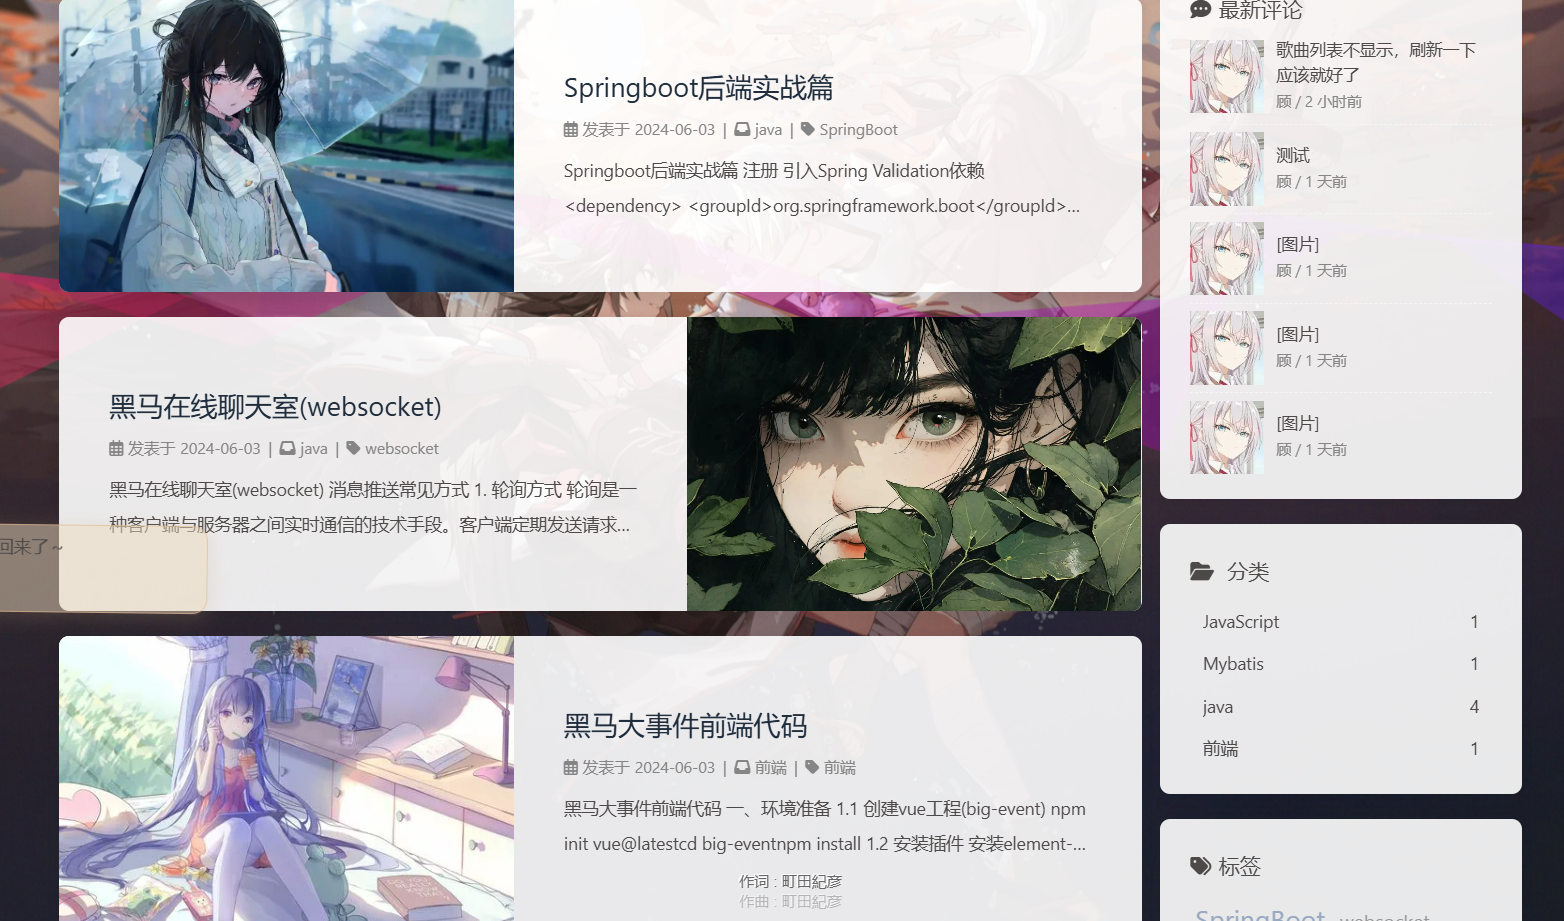 Springboot后端实战篇
发表于 2024-06-03 | java | SpringBoot
Springboot后端实战篇 注册 引入Spring Validation依赖
<dependency> <groupId>org.springframework.boot</groupId>...
黑马在线聊天室(websocket)
发表于 2024-06-03 | java | websocket
黑马在线聊天室(websocket) 消息推送常见方式 1. 轮询方式 轮询是一
种客户端与服务器之间实时通信的技术手段。客户端定期发送请求...
回来了~
黑马大事件前端代码
发表于 2024-06-03 | 前端 | 前端
黑马大事件前端代码 一、环境准备 1.1 创建vue工程(big-event) npm
init vue@latestcd big-eventnpm install 1.2 安装插件 安装element-...
作词 : 町田紀彦
作曲 : 町田紀彦
最新评论
歌曲列表不显示，刷新一下
应该就好了
顾 / 2 小时前
测试
顾 / 1 天前
[图片]
顾 / 1 天前
[图片]
顾 / 1 天前
[图片]
顾 / 1 天前
分类
JavaScript 1
Mybatis 1
java 4
前端 1
标签
SpringBoot websocket